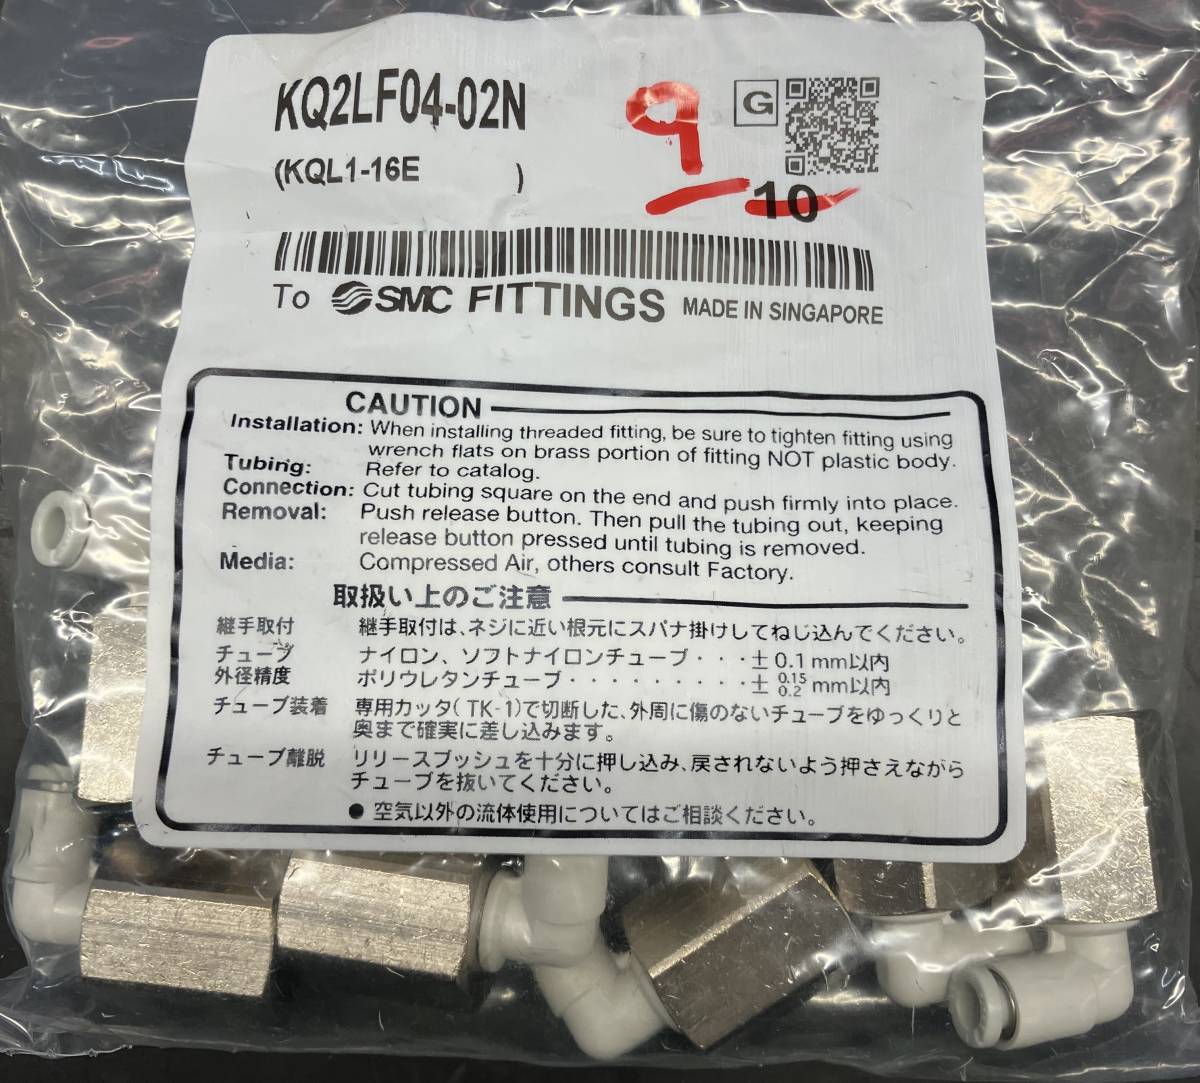 KQ2LF04-02N
(KQL1-16E )
9
G
10
To SMC FITTINGS MADE IN SINGAPORE
CAUTION
Installation: When installing threaded fitting, be sure to tighten fitting using
wrench flats on brass portion of fitting NOT plastic body.
Tubing: Refer to catalog.
Connection: Cut tubing square on the end and push firmly into place.
Removal: Push release button. Then pull the tubing out, keeping
release button pressed until tubing is removed.
Media: Compressed Air, others consult Factory.
取扱い上のご注意
継手取付 継手取付は、ネジに近い根元にスパナ掛けしてねじ込んでください。
チューブ ナイロン、ソフトナイロンチューブ・・・± 0.1 mm以内
外径精度 ポリウレタンチューブ・・・・・・・・・± 0.15 0.2 mm以内
チューブ装着 専用カッタ(TK-1)で切断した、外周に傷のないチューブをゆっくりと
奥まで確実に差し込みます。
チューブ離脱 リリースブッシュを十分に押し込み、戻されないよう押さえながら
チューブを抜いてください。
● 空気以外の流体使用についてはご相談ください。